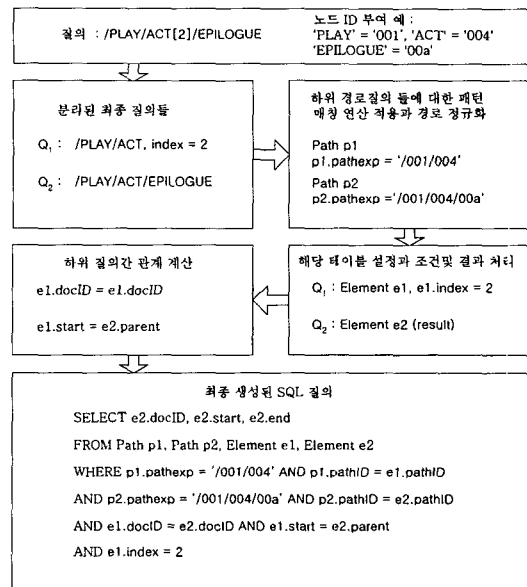 질의 : /PLAY/ACT[2]/EPILOGUE
노드 ID 부여 예 :
'PLAY' = '001', 'ACT' = '004'
'EPILOGUE' = '00a'
분리된 최종 질의들
Q1 : /PLAY/ACT, index = 2
Q2 : /PLAY/ACT/EPILOGUE
하위 경로질의 들에 대한 패턴
매칭 연산 적용과 경로 정규화
Path p1
p1.pathexp = '/001/004'
Path p2
p2.pathexp ='/001/004/00a'
하위 질의간 관계 계산
e1.docID = e1.docID
e1.start = e2.parent
해당 테이블 설정과 조건및 결과 처리
Q1 : Element e1, e1.index = 2
Q2 : Element e2 (result)
최종 생성된 SQL 질의
SELECT e2.docID, e2.start, e2.end
FROM Path p1, Path p2, Element e1, Element e2
WHERE p1.pathexp = '/001/004' AND p1.pathID = e1.pathID
AND p2.pathexp = '/001/004/00a' AND p2.pathID = e2.pathID
AND e1.docID = e2.docID AND e1.start = e2.parent
AND e1.index = 2